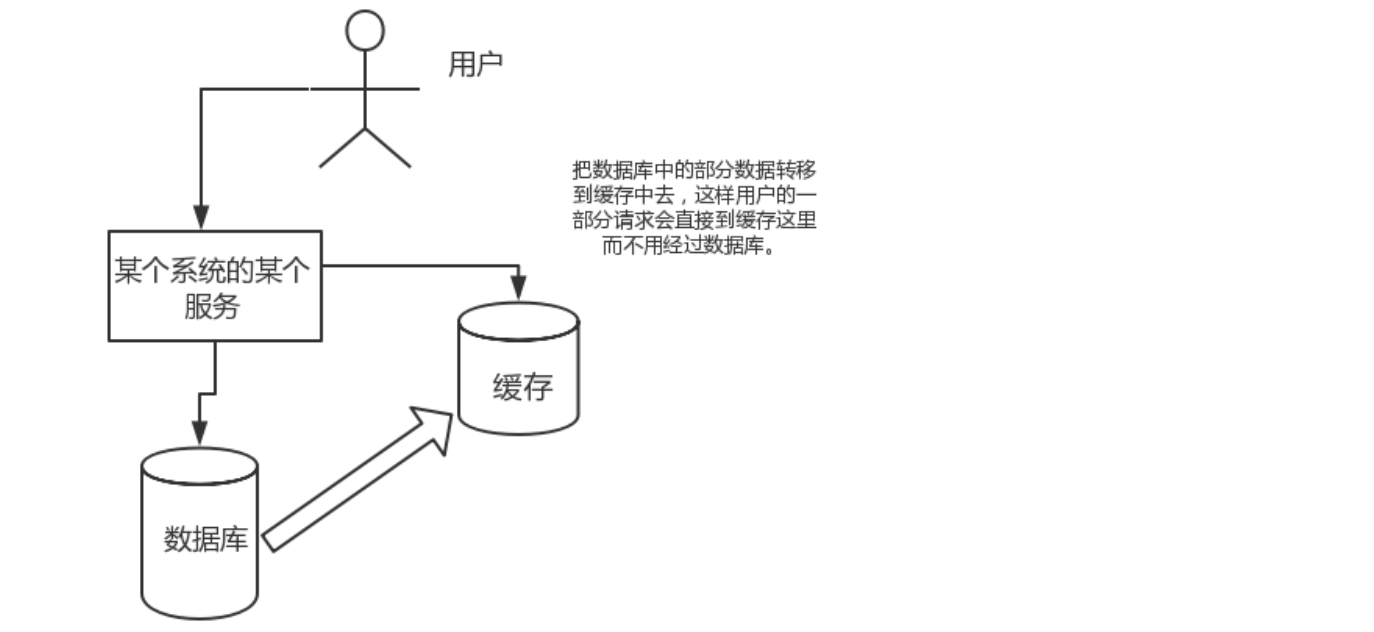 用户
把数据库中的部分数据转移
到缓存中去，这样用户的一
部分请求会直接到缓存这里
而不用经过数据库。
某个系统的某个
服务
缓存
数据库